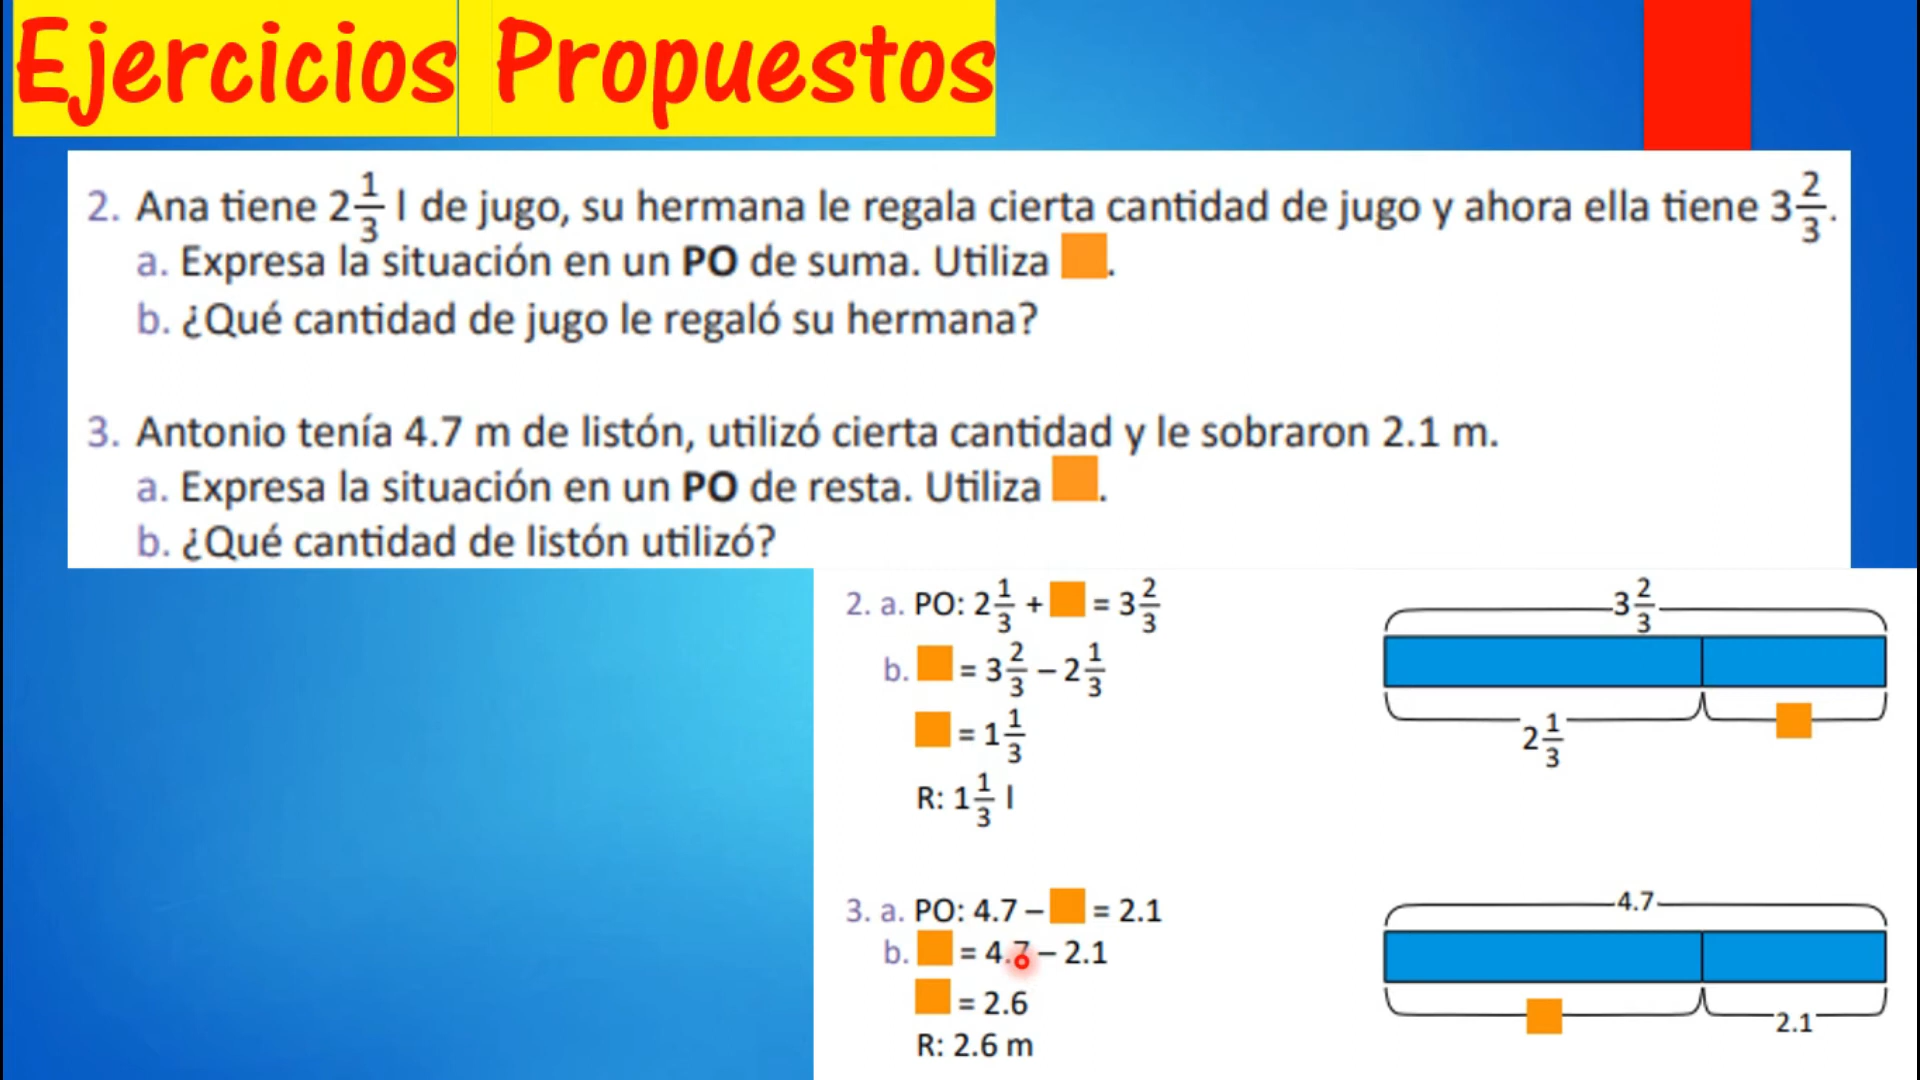 Ejercicios Propuestos
2. Ana tiene 2 1/3 l de jugo, su hermana le regala cierta cantidad de jugo y ahora ella tiene 3 2/3.
a. Expresa la situación en un PO de suma. Utiliza 🟧.
b. ¿Qué cantidad de jugo le regaló su hermana?
3. Antonio tenía 4.7 m de listón, utilizó cierta cantidad y le sobraron 2.1 m.
a. Expresa la situación en un PO de resta. Utiliza 🟧.
b. ¿Qué cantidad de listón utilizó?
2. a. PO: 2 1/3 + 🟧 = 3 2/3
b. 🟧 = 3 2/3 – 2 1/3
🟧 = 1 1/3
R: 1 1/3 l
3 2/3
2 1/3
3. a. PO: 4.7 – 🟧 = 2.1
b. 🟧 = 4.7 – 2.1
🟧 = 2.6
R: 2.6 m
4.7
2.1